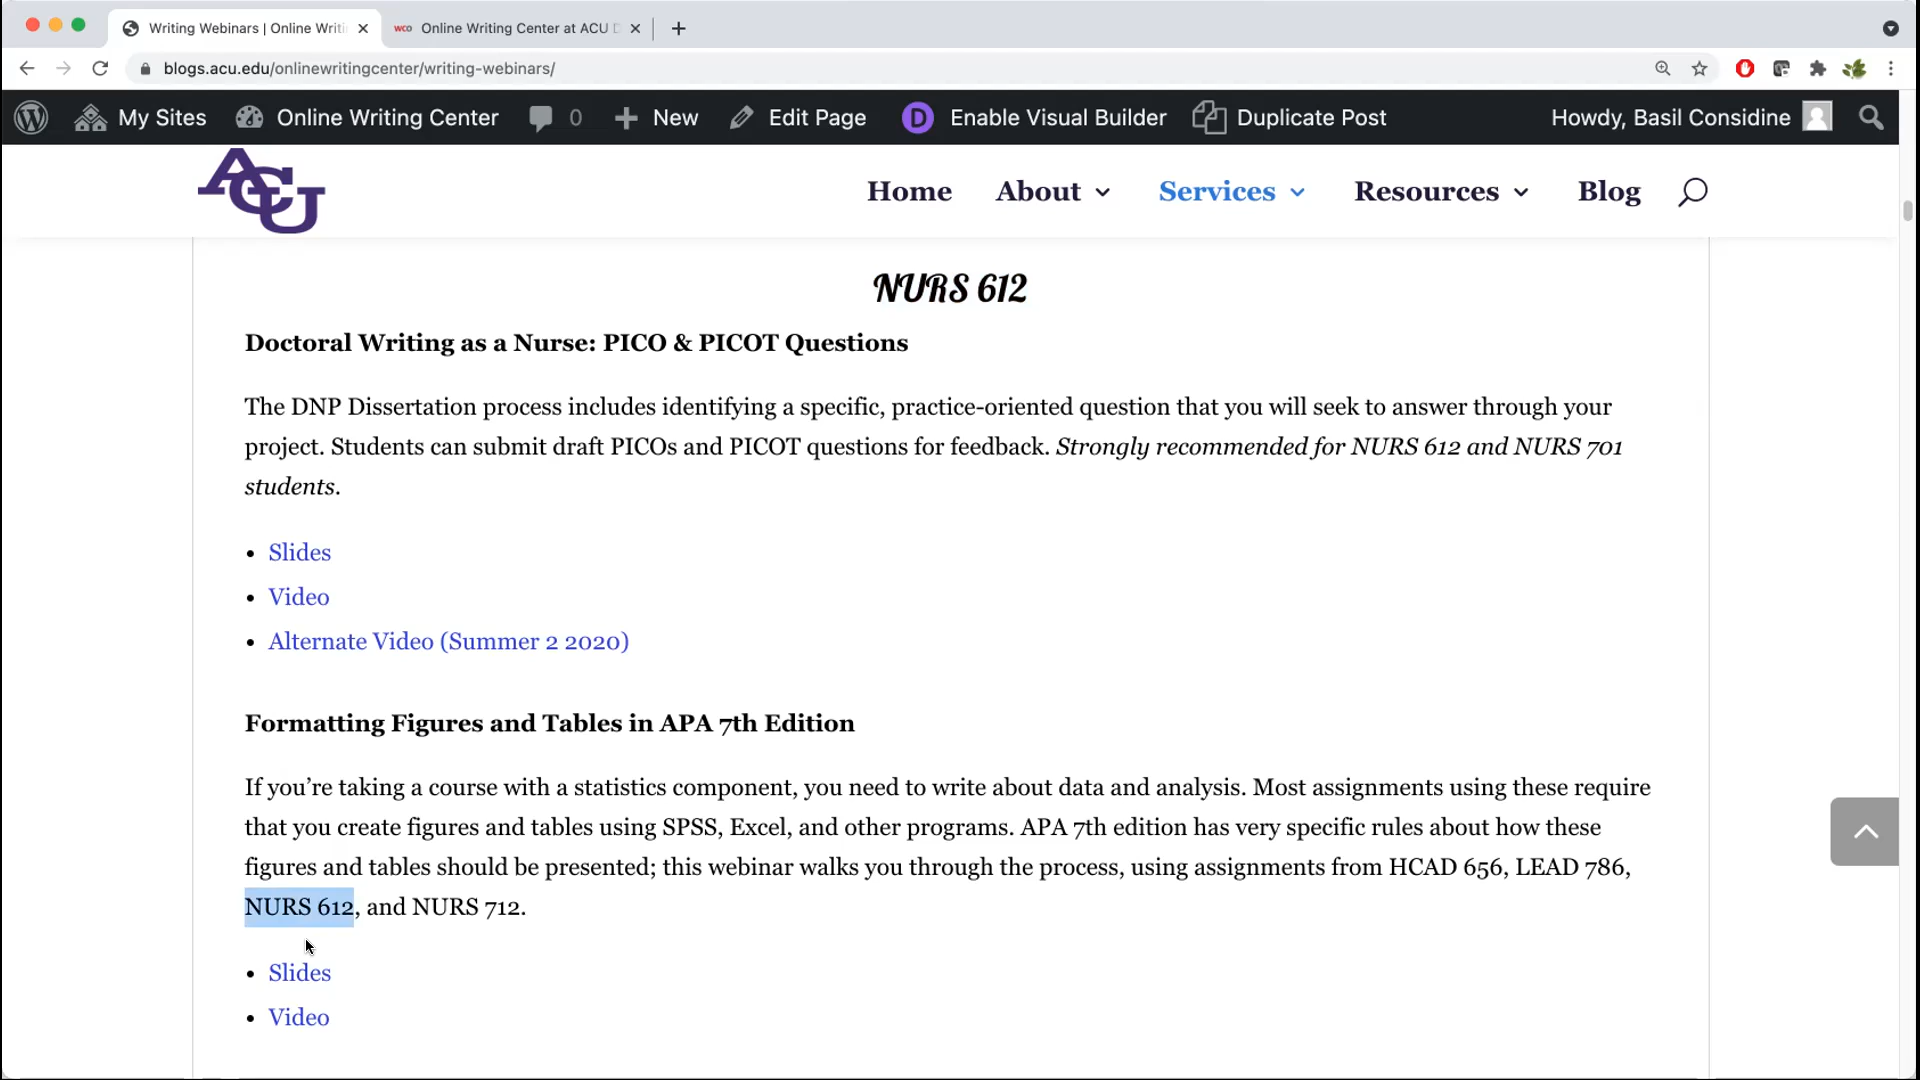 Writing Webinars | Online Writi
wco Online Writing Center at ACU D
blogs.acu.edu/onlinewritingcenter/writing-webinars/
My Sites Online Writing Center 0 New Edit Page D Enable Visual Builder Duplicate Post Howdy, Basil Considine
ACU Home About Services Resources Blog
NURS 612
Doctoral Writing as a Nurse: PICO & PICOT Questions
The DNP Dissertation process includes identifying a specific, practice-oriented question that you will seek to answer through your
project. Students can submit draft PICOs and PICOT questions for feedback. Strongly recommended for NURS 612 and NURS 701
students.
• Slides
• Video
• Alternate Video (Summer 2 2020)
Formatting Figures and Tables in APA 7th Edition
If you’re taking a course with a statistics component, you need to write about data and analysis. Most assignments using these require
that you create figures and tables using SPSS, Excel, and other programs. APA 7th edition has very specific rules about how these
figures and tables should be presented; this webinar walks you through the process, using assignments from HCAD 656, LEAD 786,
NURS 612, and NURS 712.
• Slides
• Video